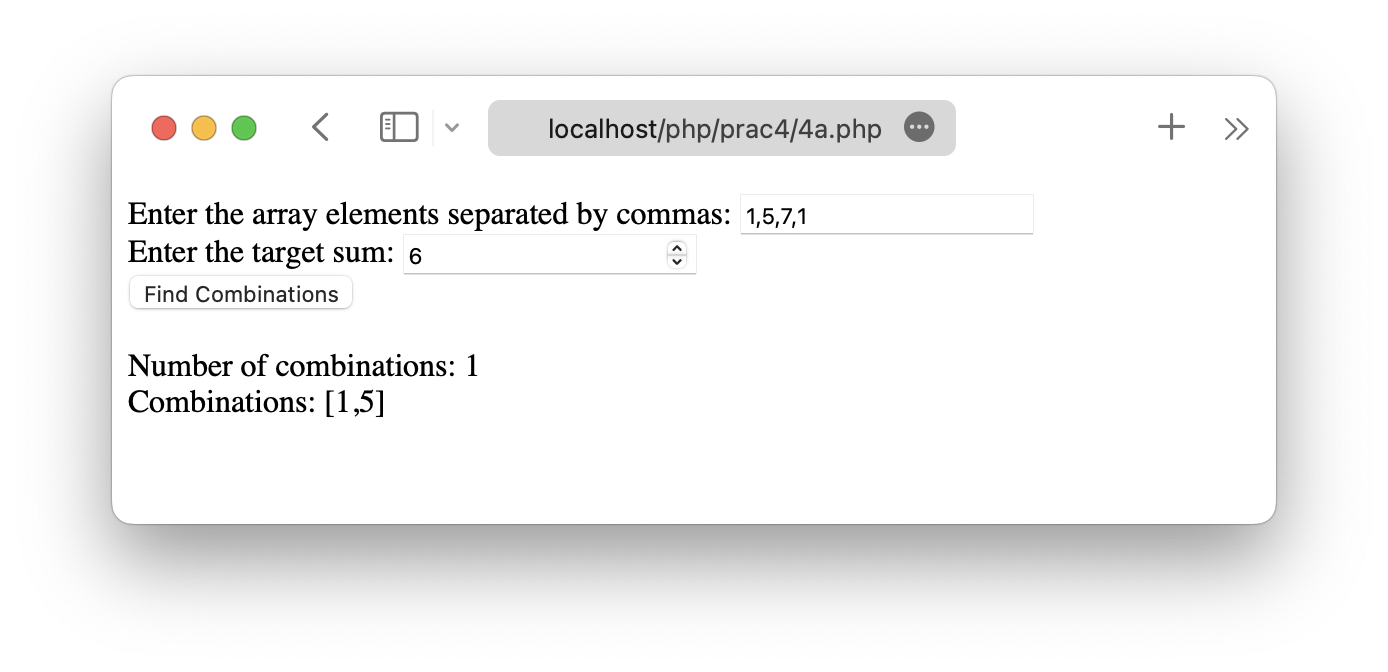 localhost/php/prac4/4a.php
Enter the array elements separated by commas: 1,5,7,1
Enter the target sum: 6
Find Combinations
Number of combinations: 1
Combinations: [1,5]